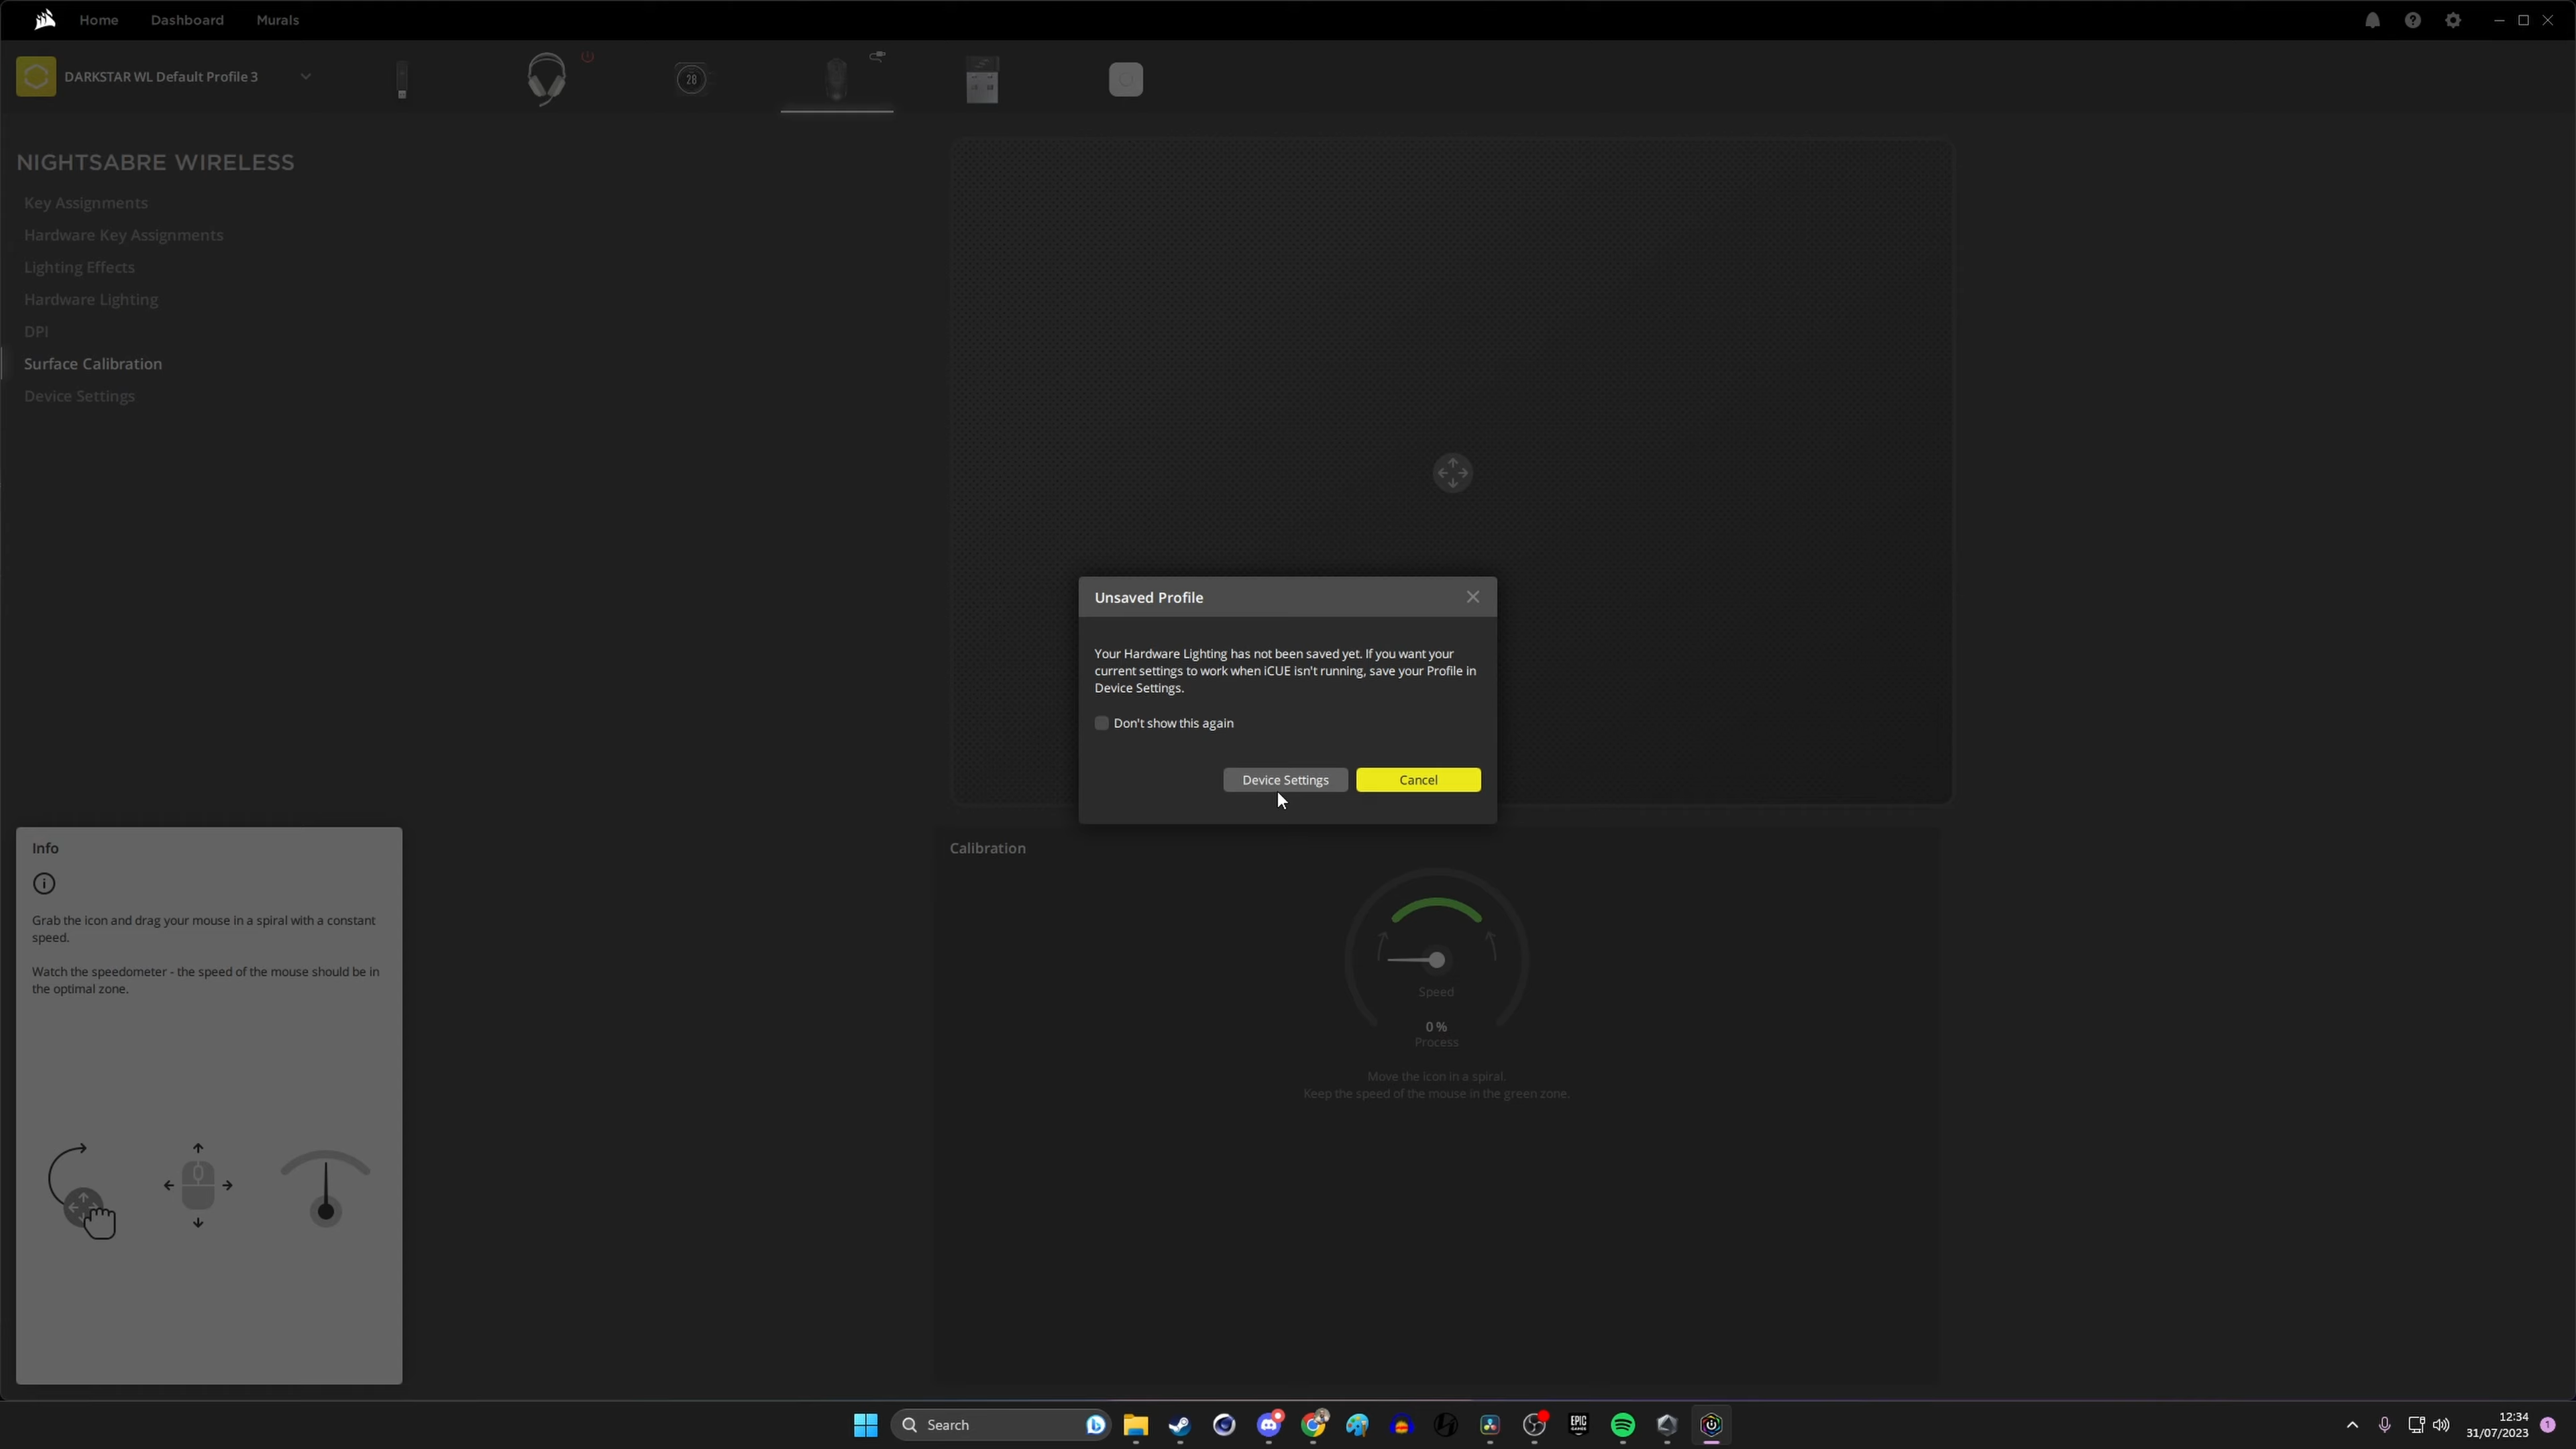 Home Dashboard Murals
DARKSTAR WL Default Profile 3
28
NIGHTSABRE WIRELESS
Key Assignments
Hardware Key Assignments
Lighting Effects
Hardware Lighting
DPI
Surface Calibration
Device Settings
Unsaved Profile
Your Hardware Lighting has not been saved yet. If you want your
current settings to work when iCUE isn't running, save your Profile in
Device Settings.
Don't show this again
Device Settings Cancel
Info
Grab the icon and drag your mouse in a spiral with a constant
speed.
Watch the speedometer - the speed of the mouse should be in
the optimal zone.
Calibration
Speed
0 %
Process
Move the icon in a spiral.
Keep the speed of the mouse in the green zone.
Search
EPIC
GAMES
12:34
31/07/2023
1